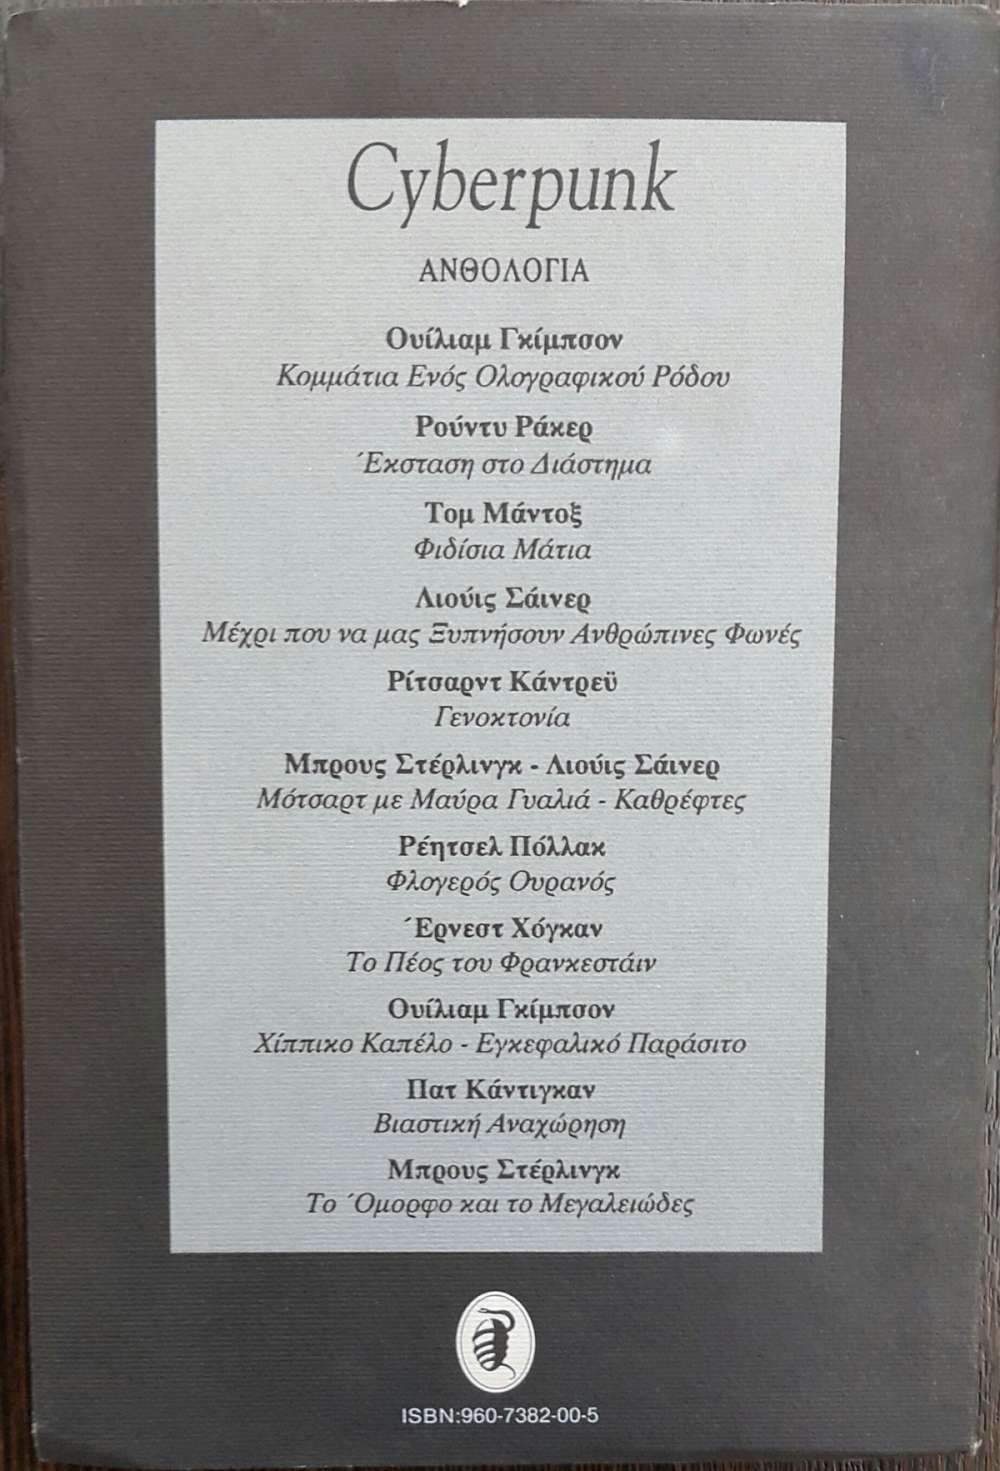 Cyberpunk
ΑΝΘΟΛΟΓΙΑ
Ουίλιαμ Γκίμπσον
Κομμάτια Ενός Ολογραφικού Ρόδου
Ρούντυ Ράκερ
Έκσταση στο Διάστημα
Τομ Μάντοξ
Φιδίσια Μάτια
Λιούις Σάινερ
Μέχρι που να μας Ξυπνήσουν Ανθρώπινες Φωνές
Ρίτσαρντ Κάντρεϋ
Γενοκτονία
Μπρους Στέρλινγκ - Λιούις Σάινερ
Μότσαρτ με Μαύρα Γυαλιά - Καθρέφτες
Ρέητσελ Πόλλακ
Φλογερός Ουρανός
Έρνεστ Χόγκαν
Το Πέος του Φρανκεστάιν
Ουίλιαμ Γκίμπσον
Χίππικο Καπέλο - Εγκεφαλικό Παράσιτο
Πατ Κάντιγκαν
Βιαστική Αναχώρηση
Μπρους Στέρλινγκ
Το Όμορφο και το Μεγαλειώδες
ISBN:960-7382-00-5